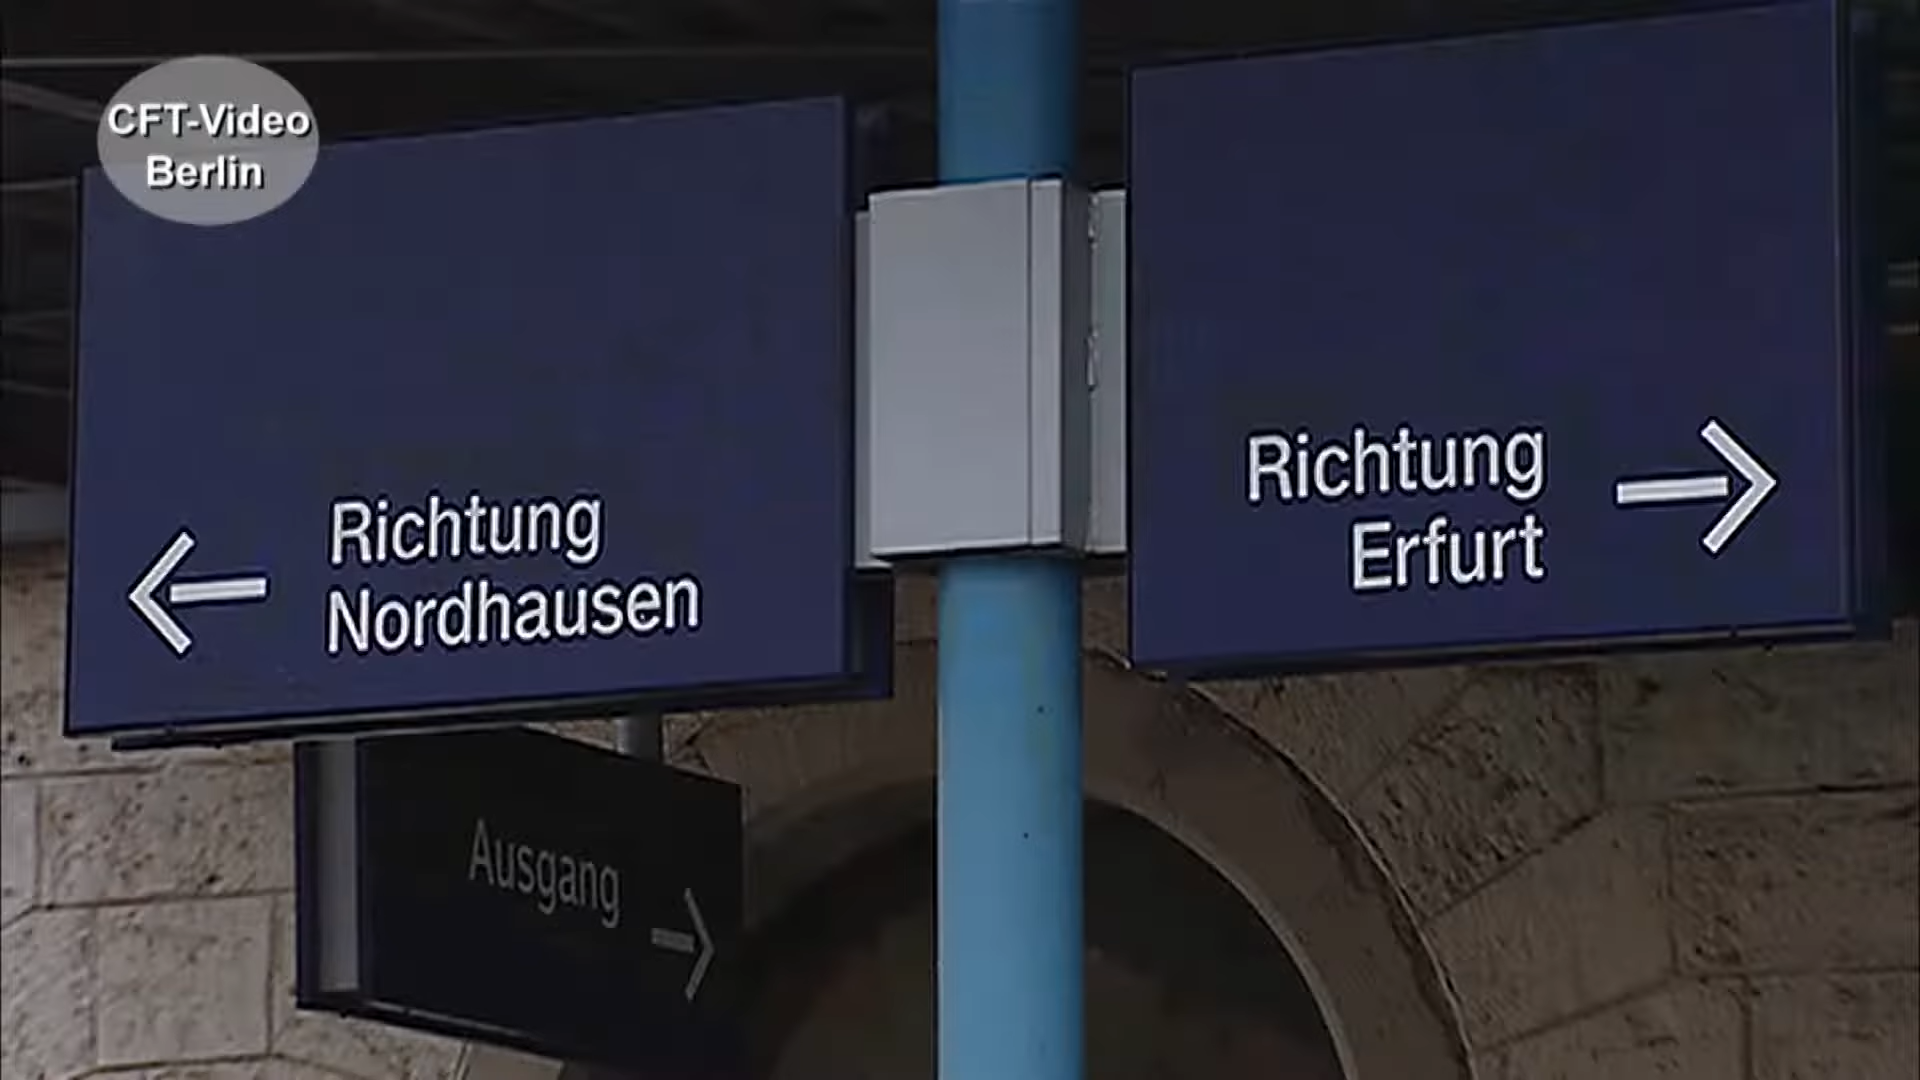 CFT-Video
Berlin
Richtung
Nordhausen
Richtung
Erfurt
Ausgang